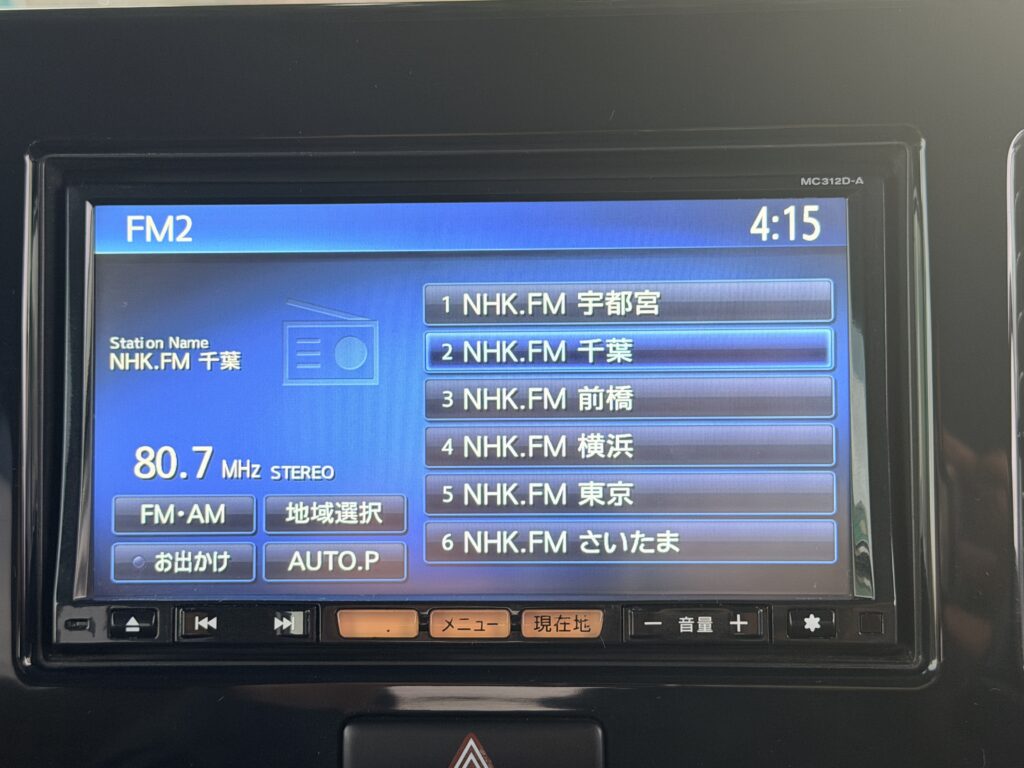 MC312D-A
FM2
4:15
Station Name
NHK.FM 千葉
80.7 MHz STEREO
FM･AM
地域選択
お出かけ
AUTO.P
1 NHK.FM 宇都宮
2 NHK.FM 千葉
3 NHK.FM 前橋
4 NHK.FM 横浜
5 NHK.FM 東京
6 NHK.FM さいたま
メニュー
現在地
− 音量 +